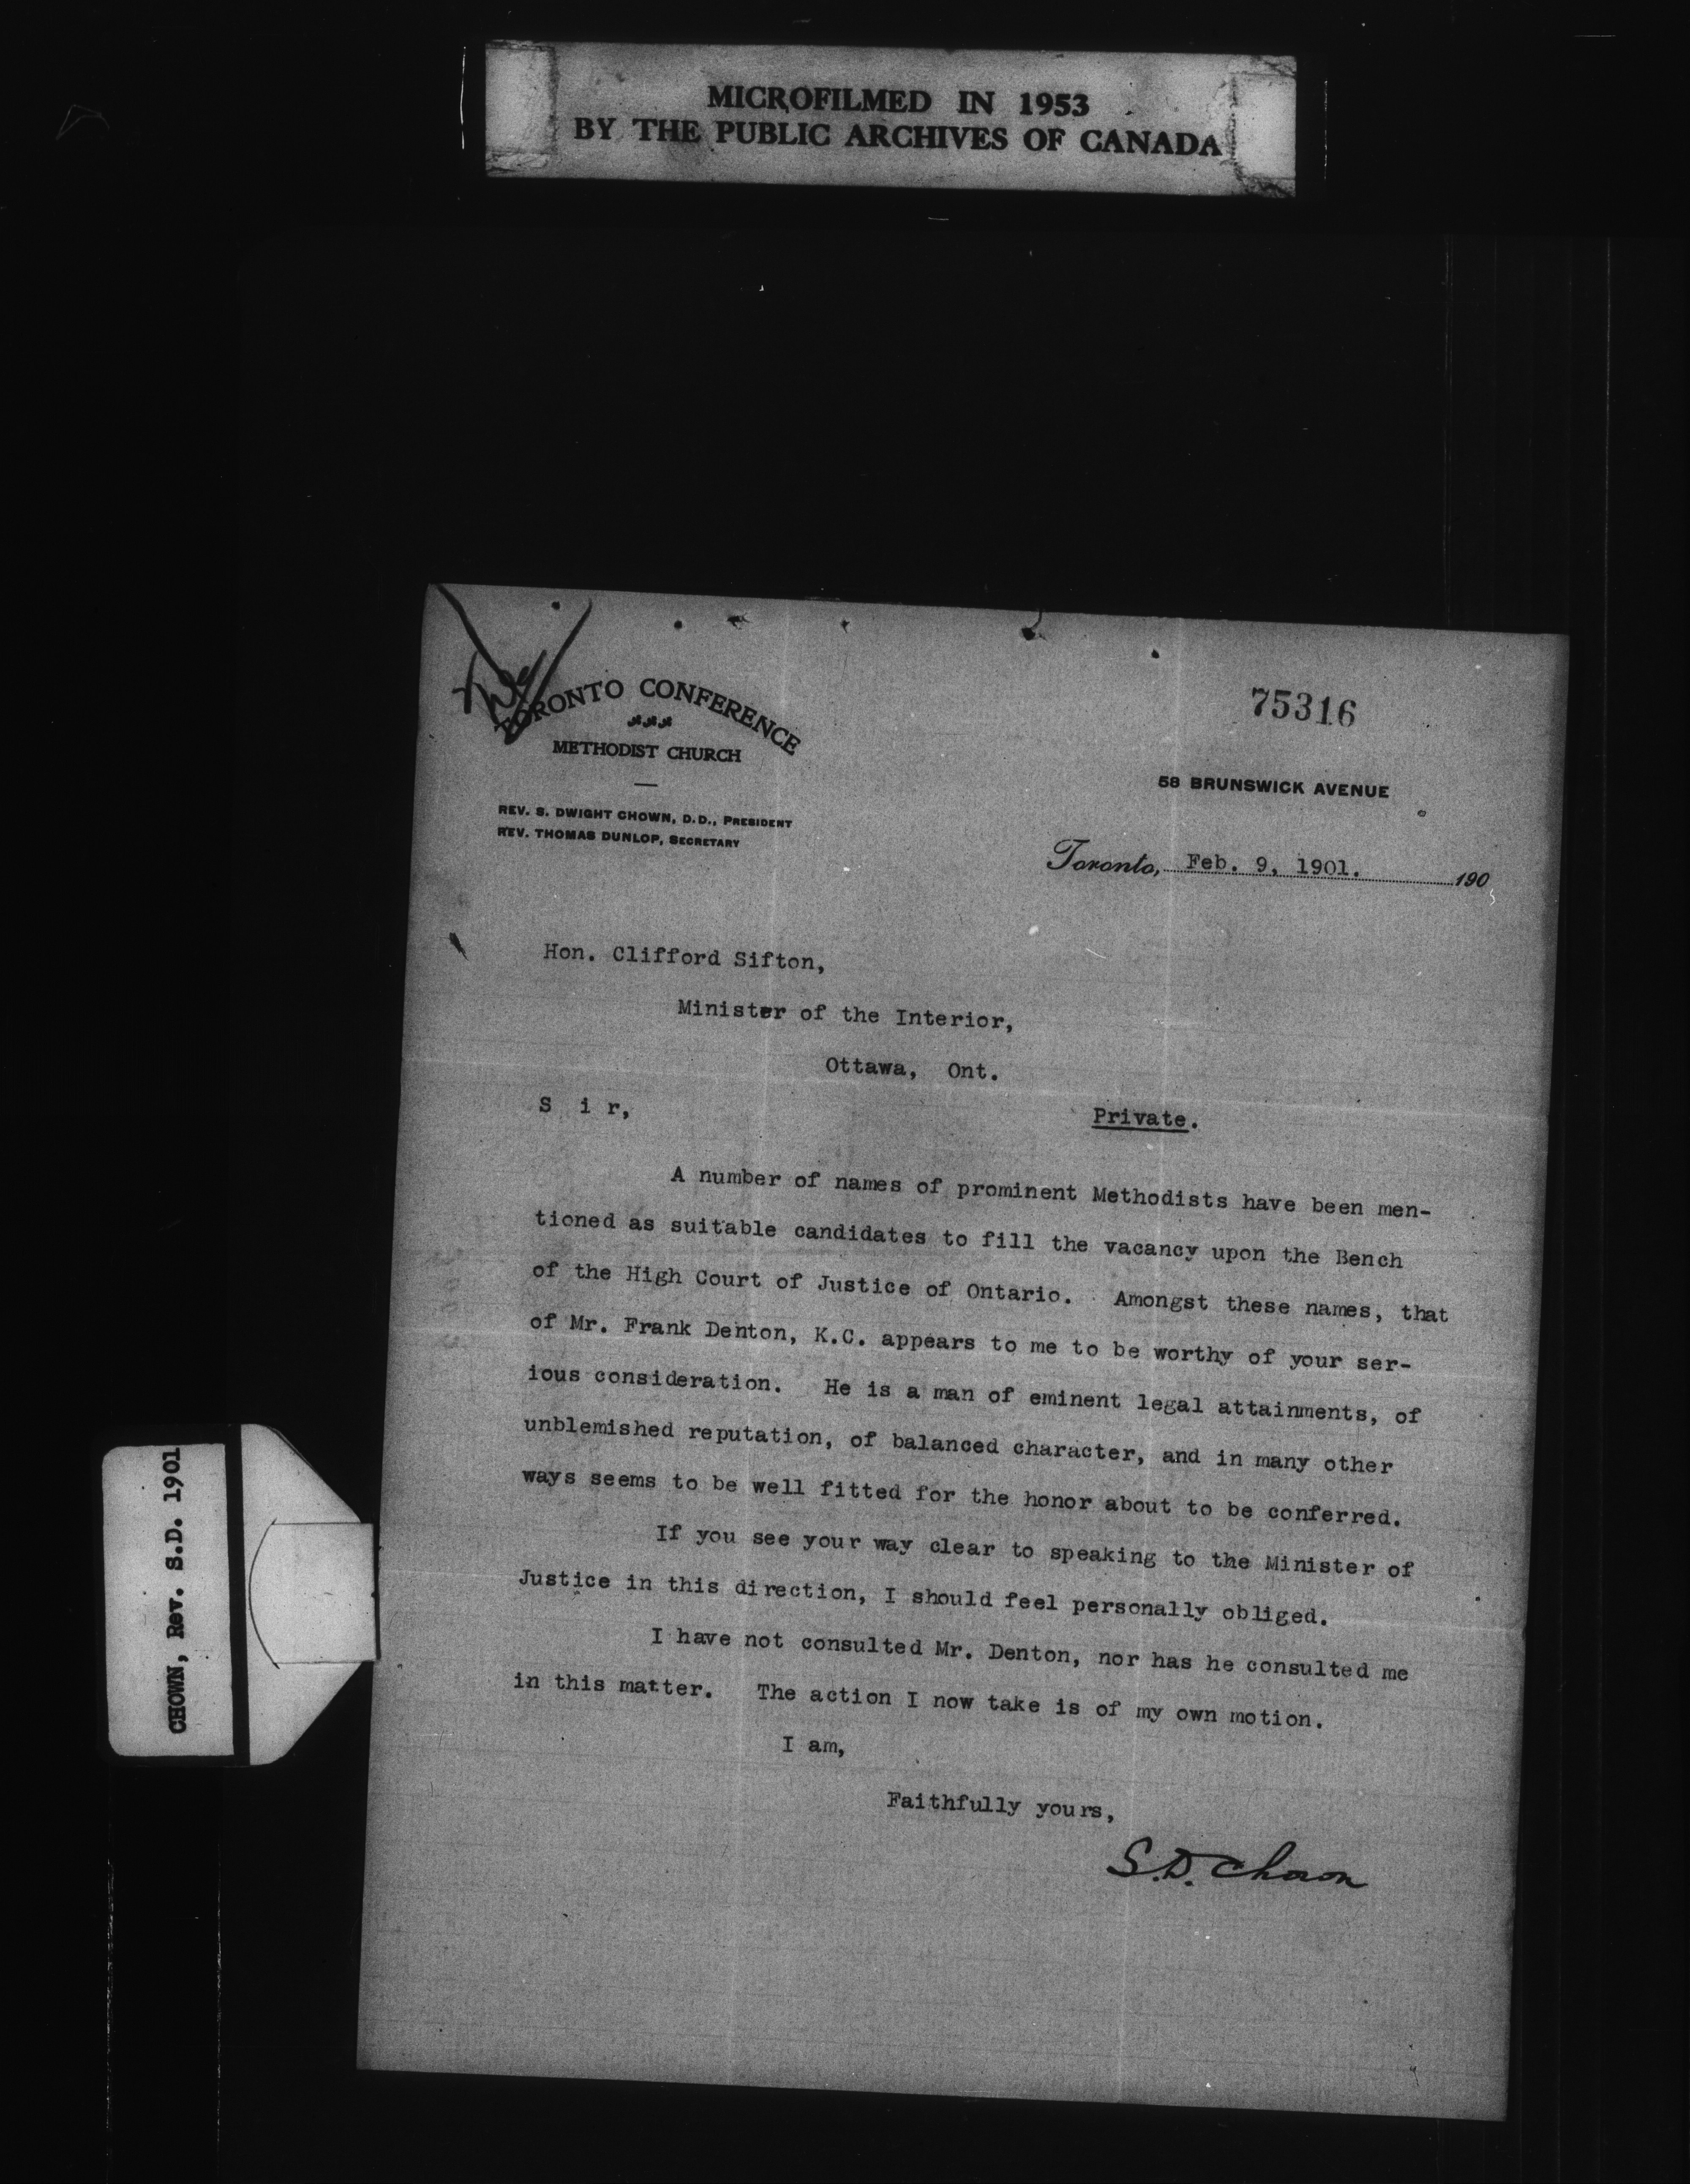 MICROFILMED IN 1953
BY THE PUBLIC ARCHIVES OF CANADA
TORONTO CONFERENCE
METHODIST CHURCH
REV. S. DWIGHT CHOWN, D.D., PRESIDENT
REV. THOMAS DUNLOP, SECRETARY
75316
58 BRUNSWICK AVENUE
Toronto, Feb. 9, 1901. 190
Hon. Clifford Sifton,
Minister of the Interior,
Ottawa, Ont.
S i r,
Private.
A number of names of prominent Methodists have been men-
tioned as suitable candidates to fill the vacancy upon the Bench
of the High Court of Justice of Ontario. Amongst these names, that
of Mr. Frank Denton, K.C. appears to me to be worthy of your ser-
ious consideration. He is a man of eminent legal attainments, of
unblemished reputation, of balanced character, and in many other
ways seems to be well fitted for the honor about to be conferred.
If you see your way clear to speaking to the Minister of
Justice in this direction, I should feel personally obliged.
I have not consulted Mr. Denton, nor has he consulted me
in this matter. The action I now take is of my own motion.
I am,
Faithfully yours,
S.D. Chown
CHOWN, Rev. S.D. 1901